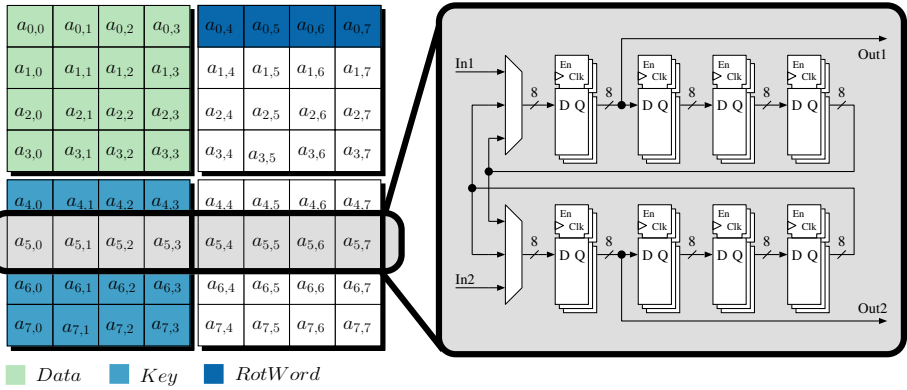 a0,0 a0,1 a0,2 a0,3 a0,4 a0,5 a0,6 a0,7
a1,0 a1,1 a1,2 a1,3 a1,4 a1,5 a1,6 a1,7
a2,0 a2,1 a2,2 a2,3 a2,4 a2,5 a2,6 a2,7
a3,0 a3,1 a3,2 a3,3 a3,4 a3,5 a3,6 a3,7
a4,0 a4,1 a4,2 a4,3 a4,4 a4,5 a4,6 a4,7
a5,0 a5,1 a5,2 a5,3 a5,4 a5,5 a5,6 a5,7
a6,0 a6,1 a6,2 a6,3 a6,4 a6,5 a6,6 a6,7
a7,0 a7,1 a7,2 a7,3 a7,4 a7,5 a7,6 a7,7
Data Key RotWord
Out1
In1
En En En En
Clk Clk Clk Clk
8 8 8 8 8
D Q D Q D Q D Q
En En En En
Clk Clk Clk Clk
8 8 8 8 8
D Q D Q D Q D Q
In2
Out2